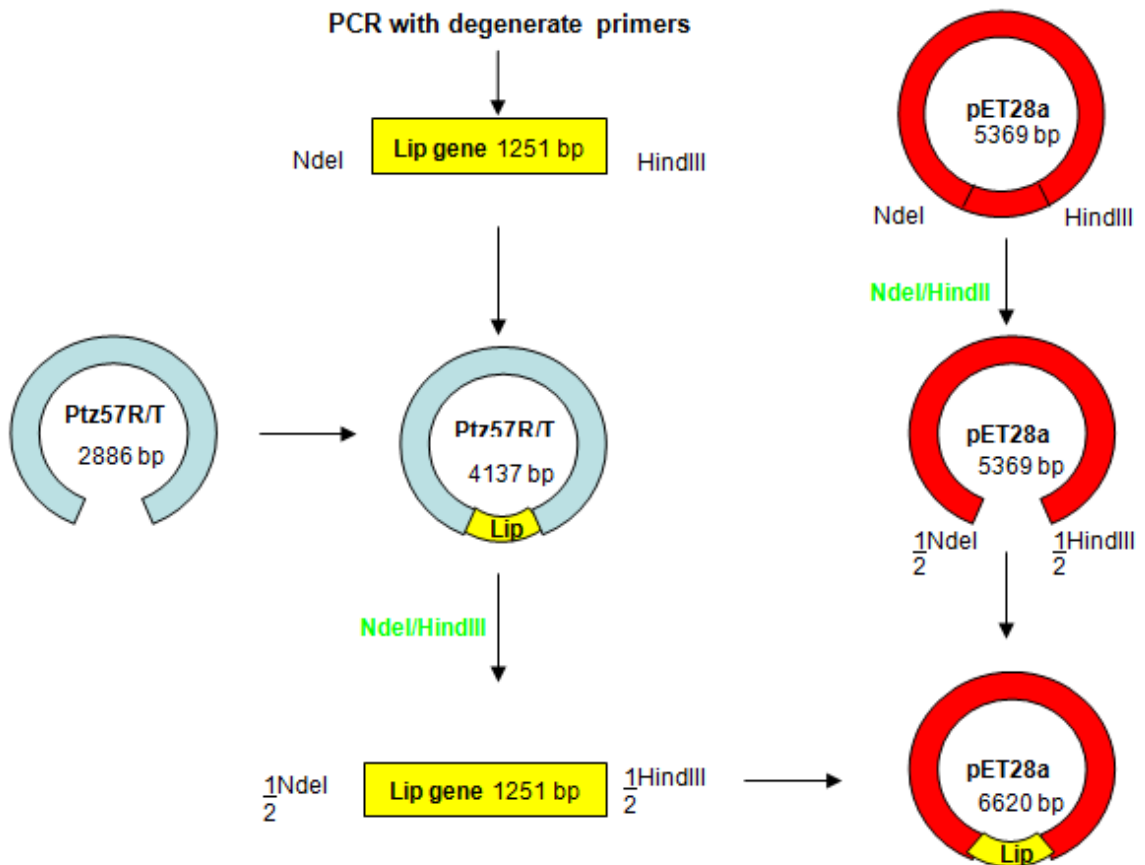 PCR with degenerate primers
NdeI
Lip gene 1251 bp
HindIII
pET28a
5369 bp
NdeI
HindIII
NdeI/HindII
Ptz57R/T
2886 bp
Ptz57R/T
4137 bp
Lip
pET28a
5369 bp
1/2 NdeI
1/2 HindIII
NdeI/HindIII
1/2 NdeI
Lip gene 1251 bp
1/2 HindIII
pET28a
6620 bp
Lip